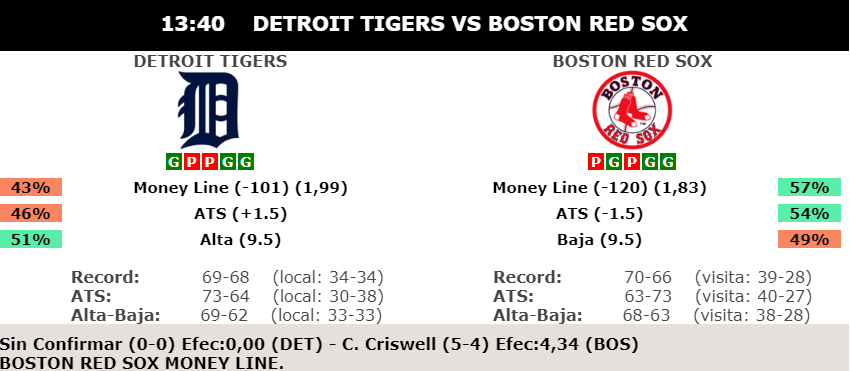 13:40 DETROIT TIGERS VS BOSTON RED SOX
DETROIT TIGERS BOSTON RED SOX
BOSTON
RED SOX
G P P G G P G P G G
43% Money Line (-101) (1,99) Money Line (-120) (1,83) 57%
46% ATS (+1.5) ATS (-1.5) 54%
51% Alta (9.5) Baja (9.5) 49%
Record: 69-68 (local: 34-34) Record: 70-66 (visita: 39-28)
ATS: 73-64 (local: 30-38) ATS: 63-73 (visita: 40-27)
Alta-Baja: 69-62 (local: 33-33) Alta-Baja: 68-63 (visita: 38-28)
Sin Confirmar (0-0) Efec:0,00 (DET) - C. Criswell (5-4) Efec:4,34 (BOS)
BOSTON RED SOX MONEY LINE.